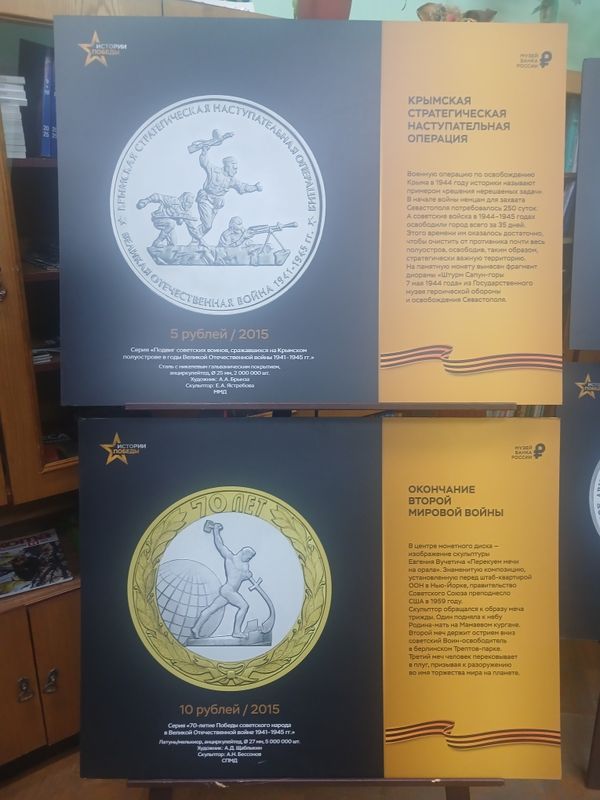 ИСТОРИИ
ПОБЕДЫ
МУЗЕЙ
БАНКА
РОССИИ
КРЫМСКАЯ СТРАТЕГИЧЕСКАЯ НАСТУПАТЕЛЬНАЯ ОПЕРАЦИЯ
ВЕЛИКАЯ ОТЕЧЕСТВЕННАЯ ВОЙНА 1941-1945 гг.
5 рублей / 2015
Серия «Подвиг советских воинов, сражавшихся на Крымском
полуострове в годы Великой Отечественной войны 1941-1945 гг.»
Сталь с никелевым гальваническим покрытием,
анциркулейтед, Ø 25 мм, 2 000 000 шт.
Художник: А.А. Брынза
Скульптор: Е.А. Ястребова
ММД
КРЫМСКАЯ
СТРАТЕГИЧЕСКАЯ
НАСТУПАТЕЛЬНАЯ
ОПЕРАЦИЯ
Военную операцию по освобождению
Крыма в 1944 году историки называют
примером «решения нерешаемых задач».
В начале войны немцам для захвата
Севастополя потребовалось 250 суток.
А советские войска в 1944-1945 годах
освободили город всего за 35 дней.
Этого времени им оказалось достаточно,
чтобы очистить от противника почти весь
полуостров, освободив, таким образом,
стратегически важную территорию.
На памятную монету вынесен фрагмент
диорамы «Штурм Сапун-горы
7 мая 1944 года» из Государственного
музея героической обороны
и освобождения Севастополя.
ИСТОРИИ
ПОБЕДЫ
МУЗЕЙ
БАНКА
РОССИИ
70 ЛЕТ
10 рублей / 2015
Серия «70-летие Победы советского народа
в Великой Отечественной войне 1941-1945 гг.»
Латунь/мельхиор, анциркулейтед, Ø 27 мм, 5 000 000 шт.
Художник: А.Д. Щаблыкин
Скульптор: А.Н. Бессонов
СПМД
ОКОНЧАНИЕ
ВТОРОЙ
МИРОВОЙ ВОЙНЫ
В центре монетного диска –
изображение скульптуры
Евгения Вучетича «Перекуем мечи
на орала». Знаменитую композицию,
установленную перед штаб-квартирой
ООН в Нью-Йорке, правительство
Советского Союза преподнесло
США в 1959 году.
Скульптор обращался к образу меча
трижды. Один подняла к небу
Родина-мать на Мамаевом кургане.
Второй меч держит острием вниз
советский Воин-освободитель
в берлинском Трептов-парке.
Третий меч человек перековывает
в плуг, призывая к разоружению
во имя торжества мира на планете.